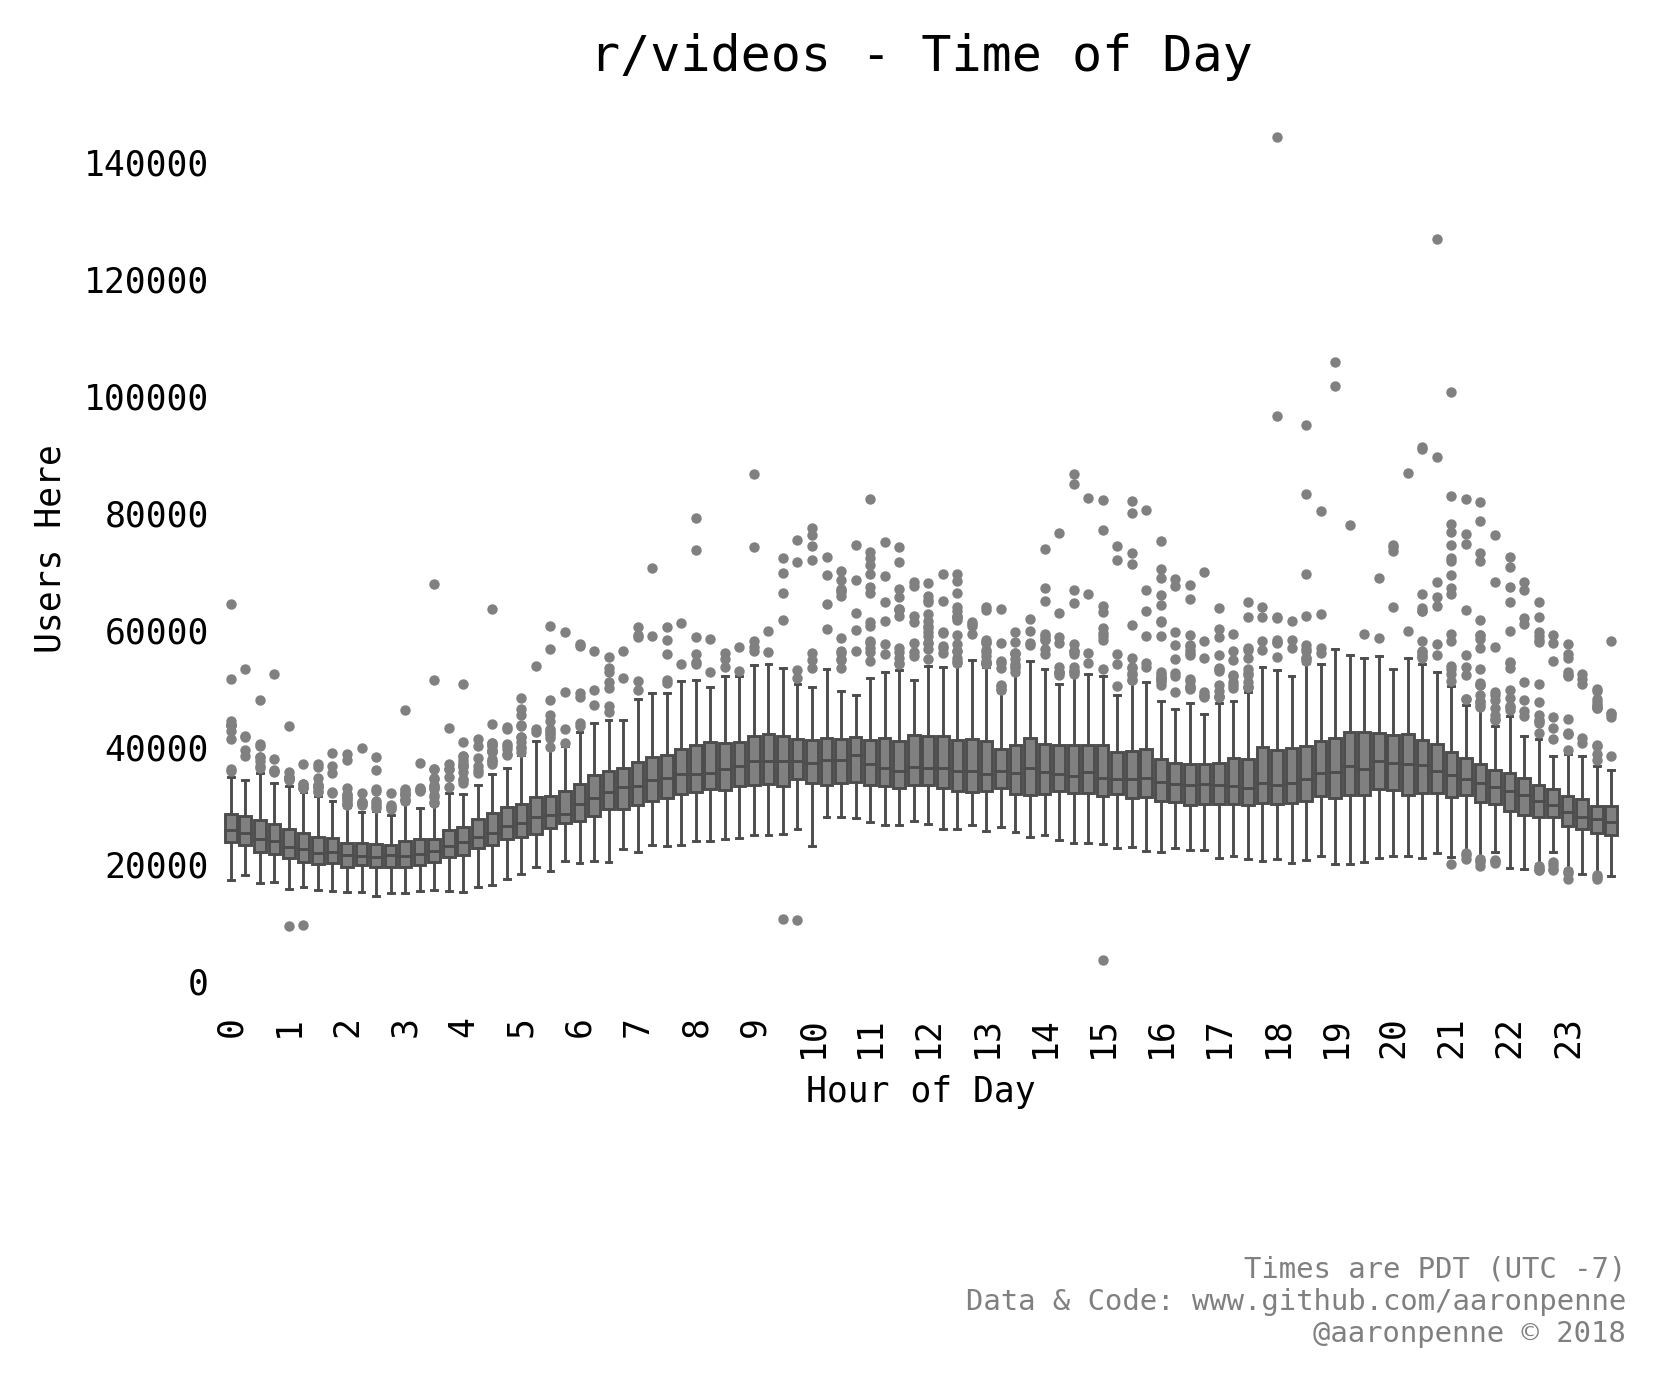 r/videos - Time of Day
140000
120000
100000
80000
60000
40000
20000
0
Users Here
0 1 2 3 4 5 6 7 8 9 10 11 12 13 14 15 16 17 18 19 20 21 22 23
Hour of Day
Times are PDT (UTC -7)
Data & Code: www.github.com/aaronpenne
@aaronpenne © 2018